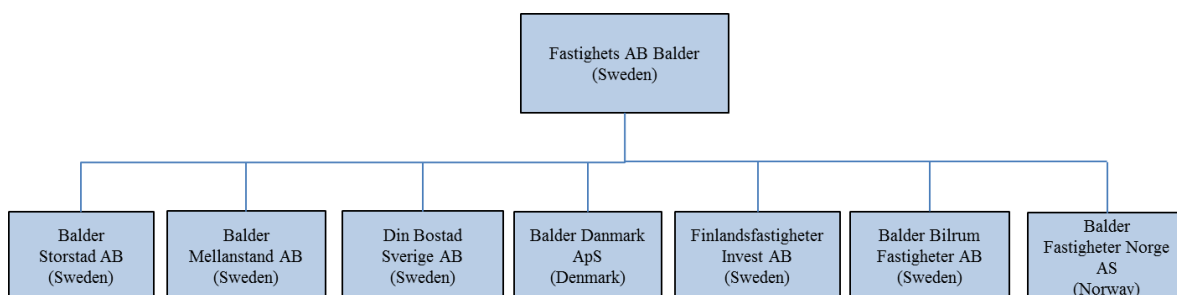 Fastighets AB Balder
(Sweden)
Balder
Storstad AB
(Sweden)
Balder
Mellanstand AB
(Sweden)
Din Bostad
Sverige AB
(Sweden)
Balder Danmark
ApS
(Denmark)
Finlandsfastigheter
Invest AB
(Sweden)
Balder Bilrum
Fastigheter AB
(Sweden)
Balder
Fastigheter Norge
AS
(Norway)